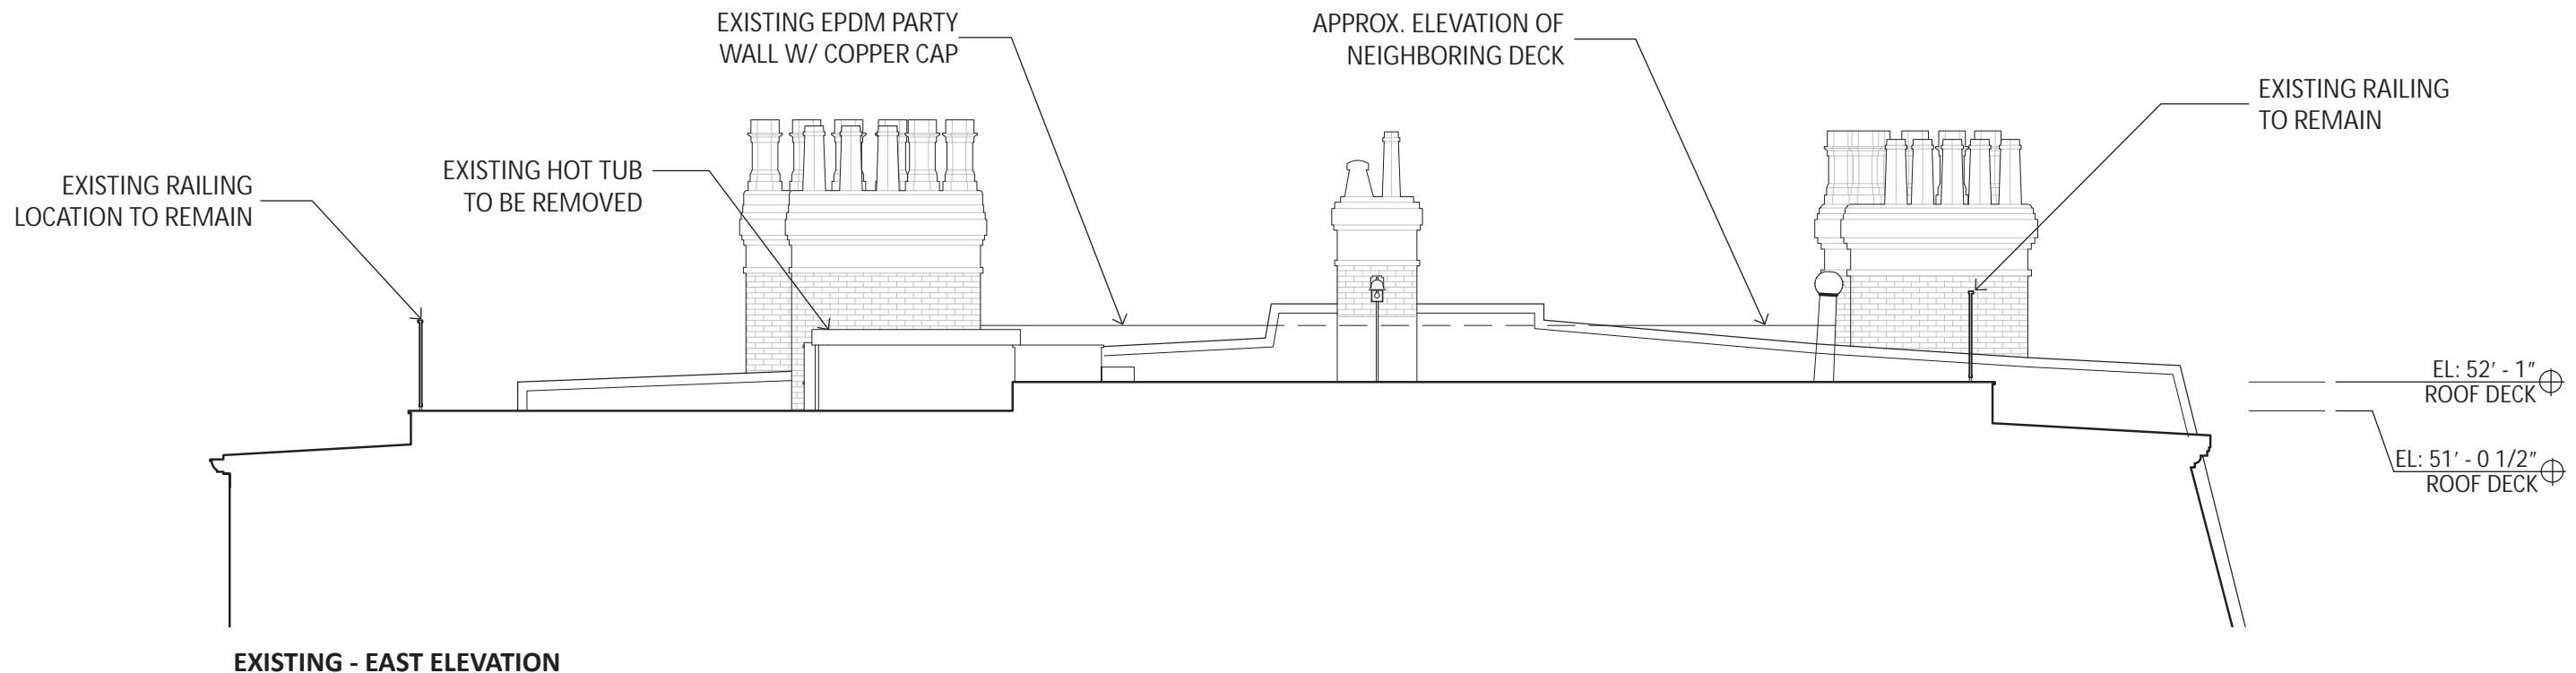 EXISTING EPDM PARTY
WALL W/ COPPER CAP
APPROX. ELEVATION OF
NEIGHBORING DECK
EXISTING RAILING
TO REMAIN
EXISTING HOT TUB
TO BE REMOVED
EXISTING RAILING
LOCATION TO REMAIN
EL: 52' - 1"
ROOF DECK
EL: 51' - 0 1/2"
ROOF DECK
EXISTING - EAST ELEVATION